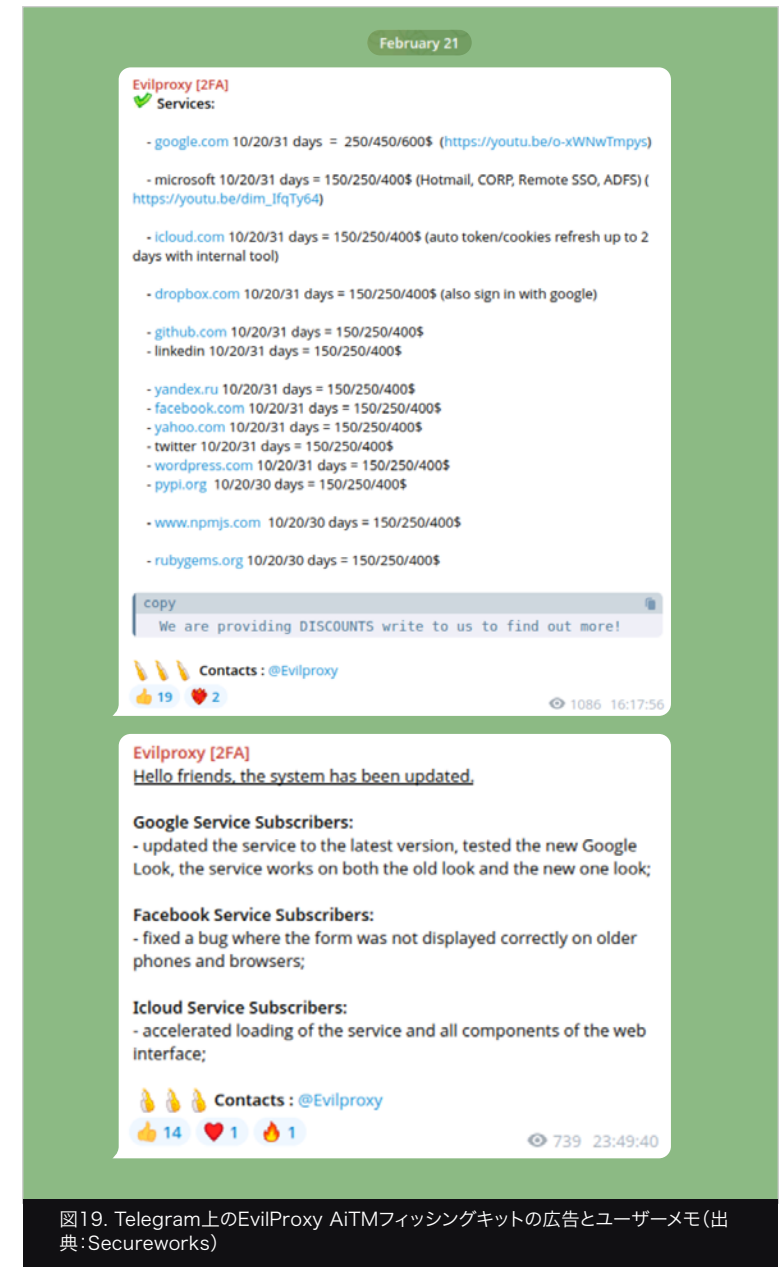 February 21
Evilproxy [2FA]
Services:
- google.com 10/20/31 days = 250/450/600$ (https://youtu.be/o-xWNwTmpys)
- microsoft 10/20/31 days = 150/250/400$ (Hotmail, CORP, Remote SSO, ADFS) (
https://youtu.be/dim_IfqTy64)
- icloud.com 10/20/31 days = 150/250/400$ (auto token/cookies refresh up to 2
days with internal tool)
- dropbox.com 10/20/31 days = 150/250/400$ (also sign in with google)
- github.com 10/20/31 days = 150/250/400$
- linkedin 10/20/31 days = 150/250/400$
- yandex.ru 10/20/31 days = 150/250/400$
- facebook.com 10/20/31 days = 150/250/400$
- yahoo.com 10/20/31 days = 150/250/400$
- twitter 10/20/31 days = 150/250/400$
- wordpress.com 10/20/31 days = 150/250/400$
- pypi.org 10/20/30 days = 150/250/400$
- www.npmjs.com 10/20/30 days = 150/250/400$
- rubygems.org 10/20/30 days = 150/250/400$
copy
We are providing DISCOUNTS write to us to find out more!
Contacts : @Evilproxy
19 2
1086 16:17:56
Evilproxy [2FA]
Hello friends, the system has been updated.
Google Service Subscribers:
- updated the service to the latest version, tested the new Google
Look, the service works on both the old look and the new one look;
Facebook Service Subscribers:
- fixed a bug where the form was not displayed correctly on older
phones and browsers;
Icloud Service Subscribers:
- accelerated loading of the service and all components of the web
interface;
Contacts : @Evilproxy
14 1 1
739 23:49:40
図19. Telegram上のEvilProxy AiTMフィッシングキットの広告とユーザーメモ（出
典：Secureworks）